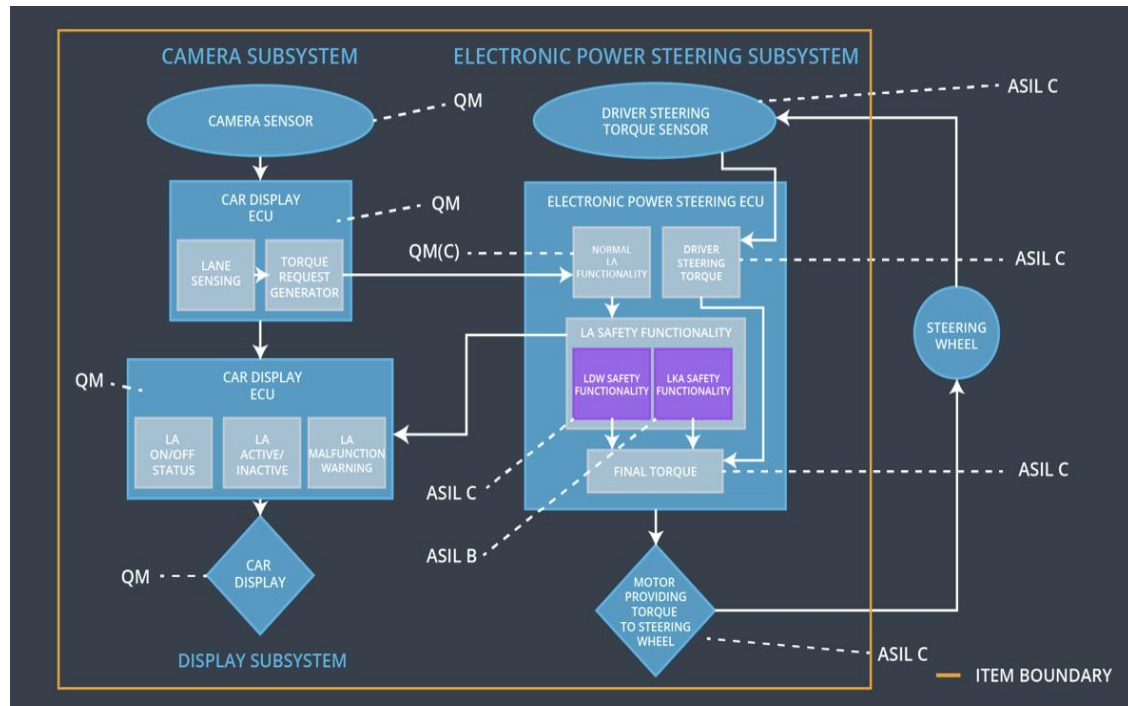 CAMERA SUBSYSTEM
ELECTRONIC POWER STEERING SUBSYSTEM
CAMERA SENSOR
QM
DRIVER STEERING
TORQUE SENSOR
ASIL C
CAR DISPLAY
ECU
QM
LANE
SENSING
TORQUE
REQUEST
GENERATOR
ELECTRONIC POWER STEERING ECU
QM(C)
NORMAL
LA
FUNCTIONALITY
DRIVER
STEERING
TORQUE
ASIL C
STEERING
WHEEL
LA SAFETY FUNCTIONALITY
LDW SAFETY
FUNCTIONALITY
LKA SAFETY
FUNCTIONALITY
QM
CAR DISPLAY
ECU
LA
ON/OFF
STATUS
LA
ACTIVE/
INACTIVE
LA
MALFUNCTION
WARNING
FINAL TORQUE
ASIL C
ASIL C
ASIL B
QM
CAR
DISPLAY
MOTOR
PROVIDING
TORQUE
TO STEERING
WHEEL
ASIL C
DISPLAY SUBSYSTEM
ITEM BOUNDARY